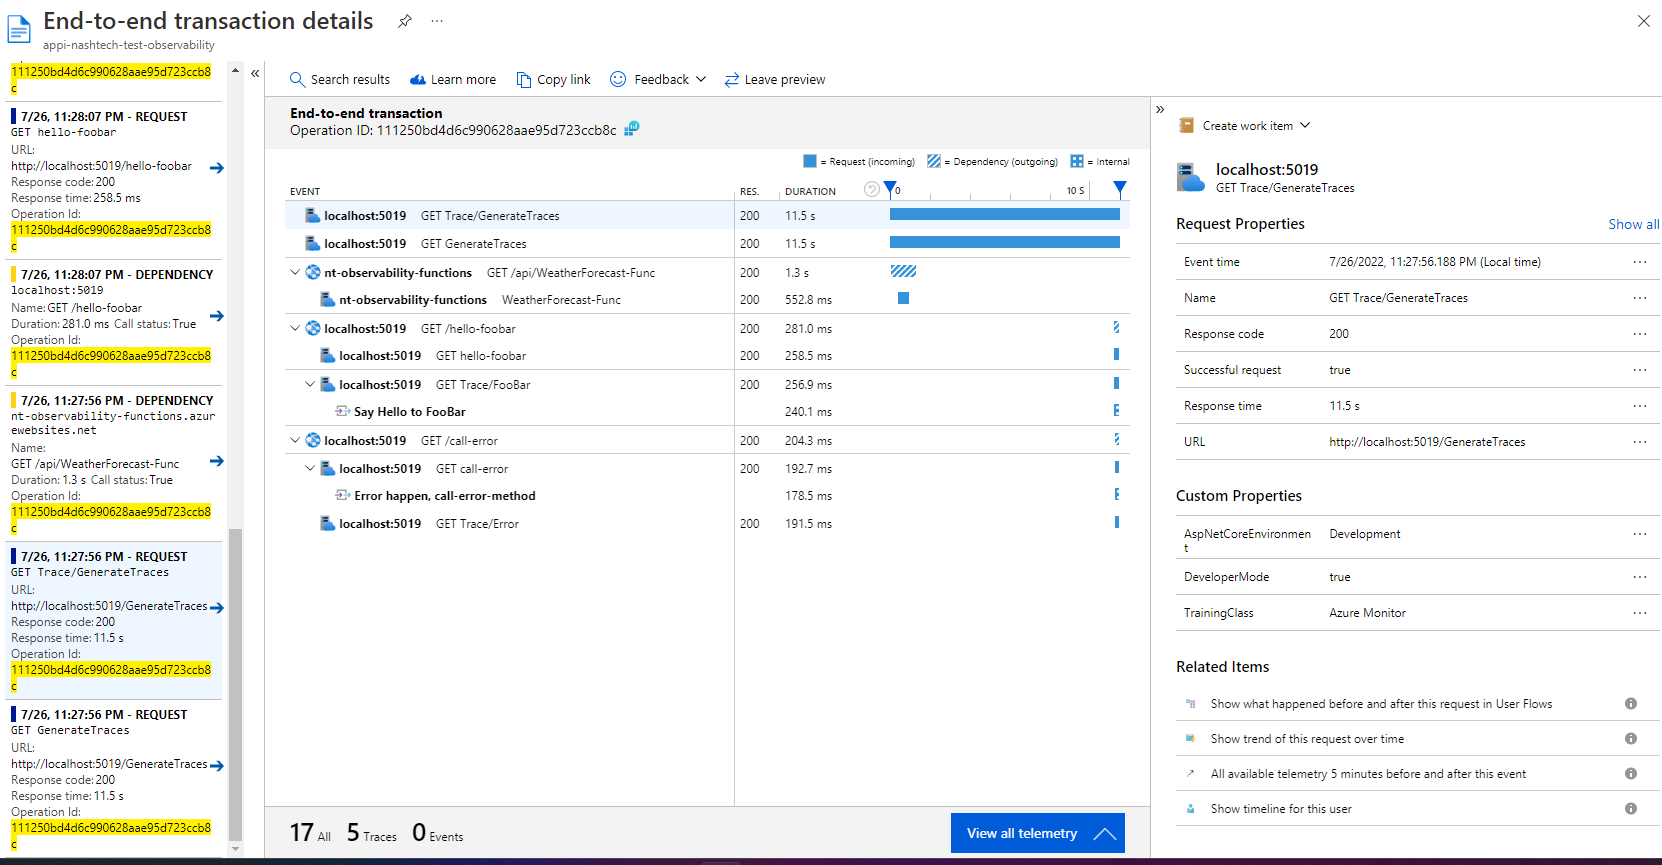 End-to-end transaction details
appi-nashtech-test-observability
111250bd4d6c990628aae95d723ccb8
c
7/26, 11:28:07 PM - REQUEST
GET hello-foobar
URL:
http://localhost:5019/hello-foobar
Response code: 200
Response time: 258.5 ms
Operation Id:
111250bd4d6c990628aae95d723ccb8
c
7/26, 11:28:07 PM - DEPENDENCY
localhost:5019
Name: GET /hello-foobar
Duration: 281.0 ms Call status: True
Operation Id:
111250bd4d6c990628aae95d723ccb8
c
7/26, 11:27:56 PM - DEPENDENCY
nt-observability-functions.azur
ewebsites.net
Name:
GET /api/WeatherForecast-Func
Duration: 1.3 s Call status: True
Operation Id:
111250bd4d6c990628aae95d723ccb8
c
7/26, 11:27:56 PM - REQUEST
GET Trace/GenerateTraces
URL:
http://localhost:5019/GenerateTraces
Response code: 200
Response time: 11.5 s
Operation Id:
111250bd4d6c990628aae95d723ccb8
c
7/26, 11:27:56 PM - REQUEST
GET GenerateTraces
URL:
http://localhost:5019/GenerateTraces
Response code: 200
Response time: 11.5 s
Operation Id:
111250bd4d6c990628aae95d723ccb8
c
Search results Learn more Copy link Feedback Leave preview
End-to-end transaction
Operation ID: 111250bd4d6c990628aae95d723ccb8c
= Request (incoming) = Dependency (outgoing) = Internal
EVENT RES. DURATION 0 10 S
localhost:5019 GET Trace/GenerateTraces 200 11.5 s
localhost:5019 GET GenerateTraces 200 11.5 s
nt-observability-functions GET /api/WeatherForecast-Func 200 1.3 s
nt-observability-functions WeatherForecast-Func 200 552.8 ms
localhost:5019 GET /hello-foobar 200 281.0 ms
localhost:5019 GET hello-foobar 200 258.5 ms
localhost:5019 GET Trace/FooBar 200 256.9 ms
Say Hello to FooBar 240.1 ms
localhost:5019 GET /call-error 200 204.3 ms
localhost:5019 GET call-error 200 192.7 ms
Error happen, call-error-method 178.5 ms
localhost:5019 GET Trace/Error 200 191.5 ms
17 All 5 Traces 0 Events
View all telemetry
Create work item
localhost:5019
GET Trace/GenerateTraces
Request Properties Show all
Event time 7/26/2022, 11:27:56.188 PM (Local time) ...
Name GET Trace/GenerateTraces ...
Response code 200 ...
Successful request true ...
Response time 11.5 s ...
URL http://localhost:5019/GenerateTraces ...
Custom Properties
AspNetCoreEnvironmen
t Development ...
DeveloperMode true ...
TrainingClass Azure Monitor ...
Related Items
Show what happened before and after this request in User Flows
Show trend of this request over time
All available telemetry 5 minutes before and after this event
Show timeline for this user